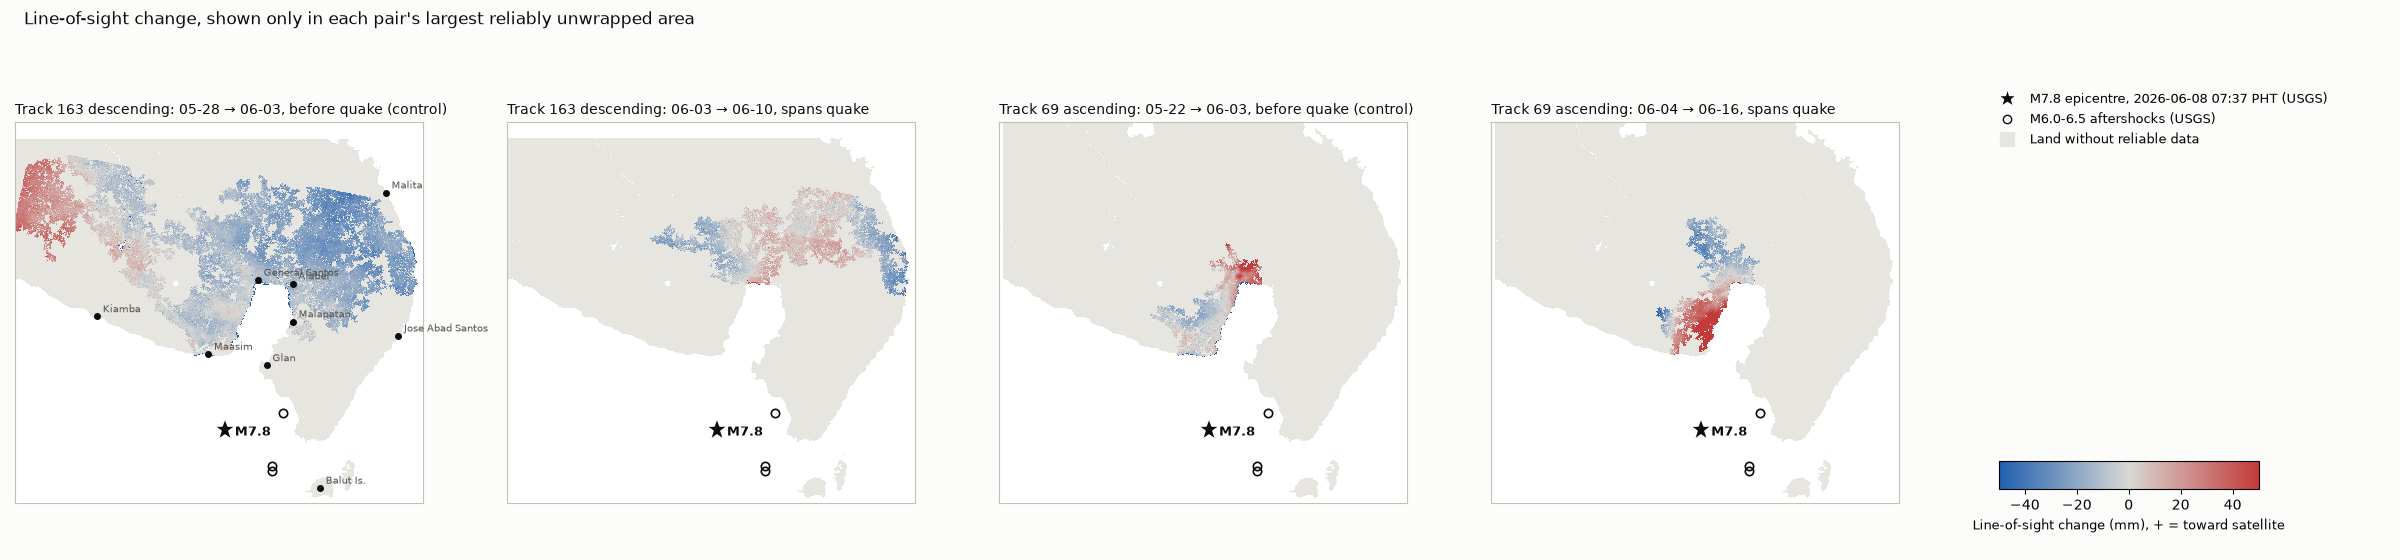 Line-of-sight change, shown only in each pair's largest reliably unwrapped area
Track 163 descending: 05-28 → 06-03, before quake (control)
Malita
General Santos
Kiamba
Malapatao
Jose Abad Santos
Maasim
Glan
M7.8
Balut Is.
Track 163 descending: 06-03 → 06-10, spans quake
M7.8
Track 69 ascending: 05-22 → 06-03, before quake (control)
M7.8
Track 69 ascending: 06-04 → 06-16, spans quake
M7.8
M7.8 epicentre, 2026-06-08 07:37 PHT (USGS)
M6.0-6.5 aftershocks (USGS)
Land without reliable data
−40 −20 0 20 40
Line-of-sight change (mm), + = toward satellite